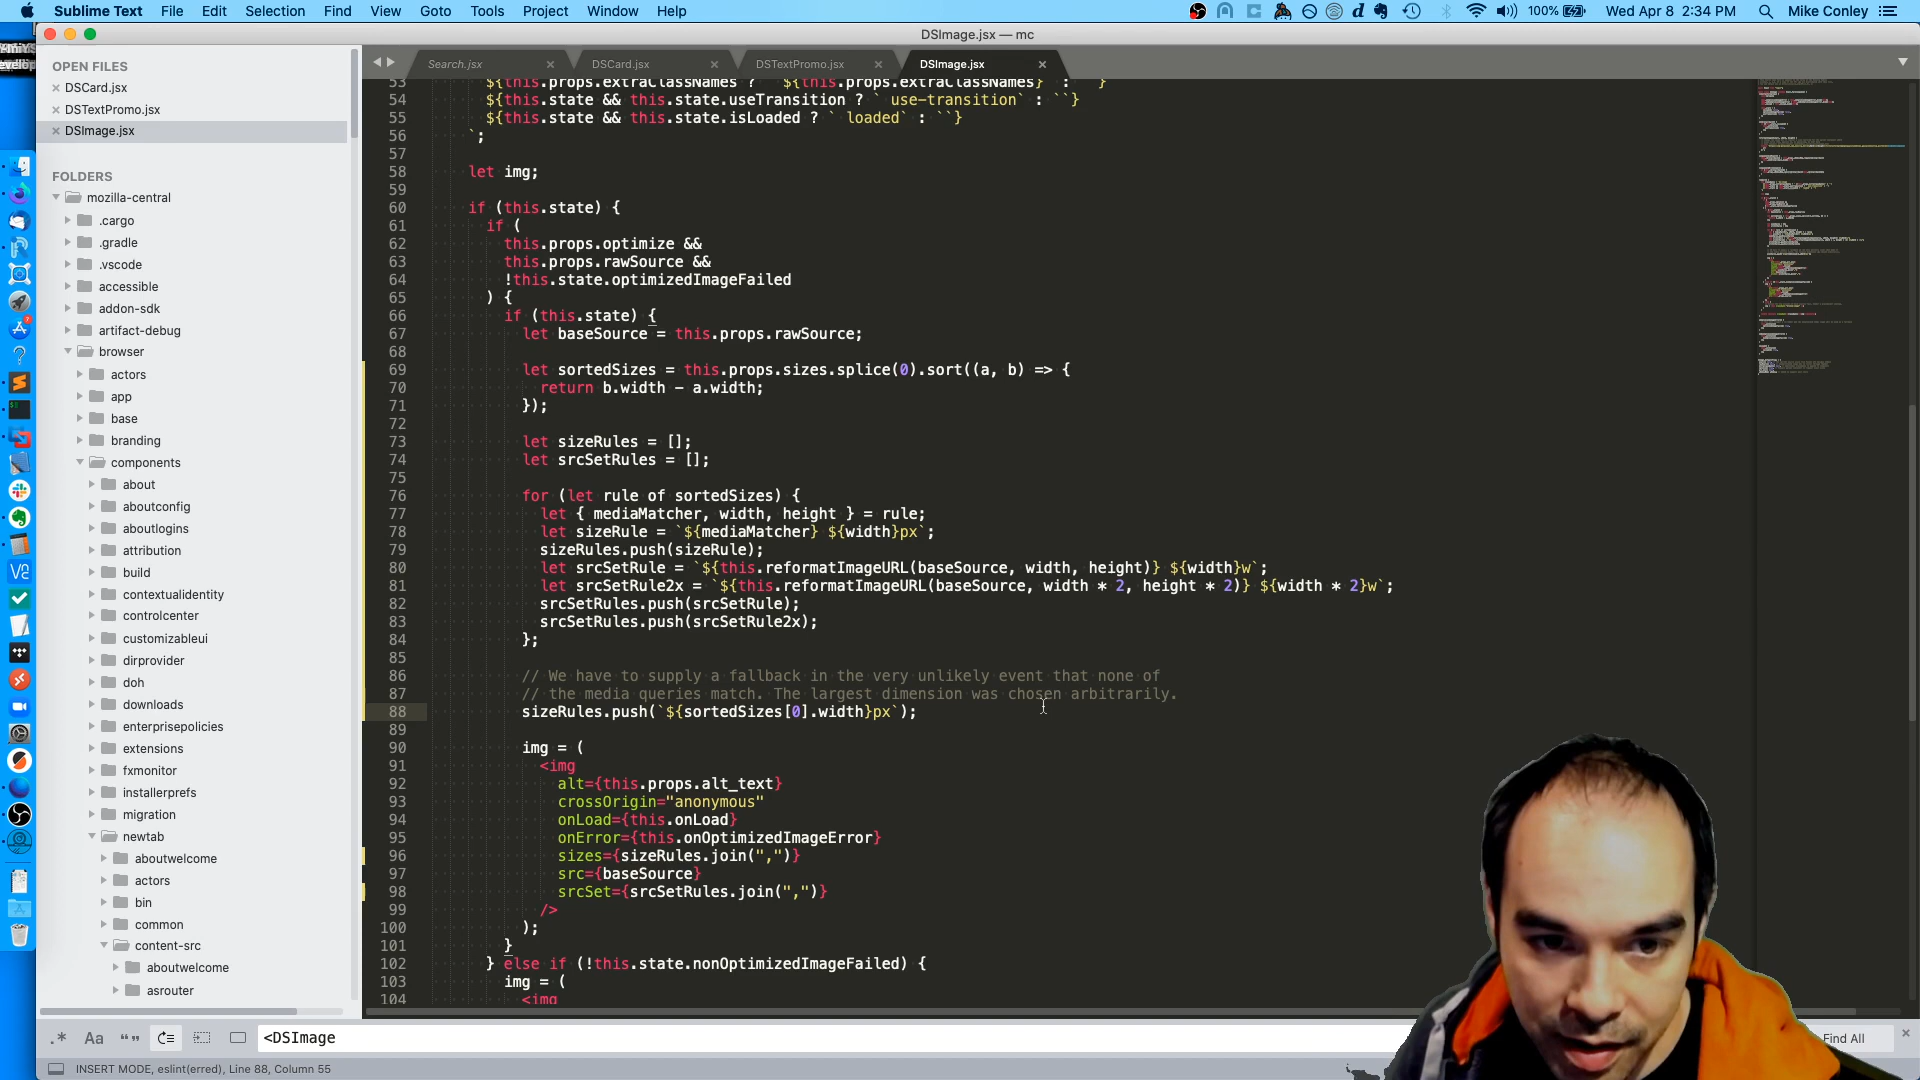 Sublime Text File Edit Selection Find View Goto Tools Project Window Help
100% Wed Apr 8 2:34 PM Mike Conley
DSImage.jsx — mc
OPEN FILES
DSCard.jsx
DSTextPromo.jsx
DSImage.jsx
FOLDERS
mozilla-central
.cargo
.gradle
.vscode
accessible
addon-sdk
artifact-debug
browser
actors
app
base
branding
components
about
aboutconfig
aboutlogins
attribution
build
contextualidentity
controlcenter
customizableui
dirprovider
doh
downloads
enterprisepolicies
extensions
fxmonitor
installerprefs
migration
newtab
aboutwelcome
actors
bin
common
content-src
aboutwelcome
asrouter
Search.jsx DSCard.jsx DSTextPromo.jsx DSImage.jsx
53 ${this.props.extraClassNames ? ` ${this.props.extraClassNames}` : ``}
54 ${this.state && this.state.useTransition ? ` use-transition` : ``}
55 ${this.state && this.state.isLoaded ? ` loaded` : ``}
56 `;
57
58 let img;
59
60 if (this.state) {
61 if (
62 this.props.optimize &&
63 this.props.rawSource &&
64 !this.state.optimizedImageFailed
65 ) {
66 if (this.state) {
67 let baseSource = this.props.rawSource;
68
69 let sortedSizes = this.props.sizes.splice(0).sort((a, b) => {
70 return b.width - a.width;
71 });
72
73 let sizeRules = [];
74 let srcSetRules = [];
75
76 for (let rule of sortedSizes) {
77 let { mediaMatcher, width, height } = rule;
78 let sizeRule = `${mediaMatcher} ${width}px`;
79 sizeRules.push(sizeRule);
80 let srcSetRule = `${this.reformatImageURL(baseSource, width, height)} ${width}w`;
81 let srcSetRule2x = `${this.reformatImageURL(baseSource, width * 2, height * 2)} ${width * 2}w`;
82 srcSetRules.push(srcSetRule);
83 srcSetRules.push(srcSetRule2x);
84 };
85
86 // We have to supply a fallback in the very unlikely event that none of
87 // the media queries match. The largest dimension was chosen arbitrarily.
88 sizeRules.push(`${sortedSizes[0].width}px`);
89
90 img = (
91 <img
92 alt={this.props.alt_text}
93 crossOrigin="anonymous"
94 onLoad={this.onLoad}
95 onError={this.onOptimizedImageError}
96 sizes={sizeRules.join(",")}
97 src={baseSource}
98 srcSet={srcSetRules.join(",")}
99 />
100 );
101 }
102 } else if (!this.state.nonOptimizedImageFailed) {
103 img = (
104 <img
.* Aa <DSImage Find All
INSERT MODE, eslint(erred), Line 88, Column 55